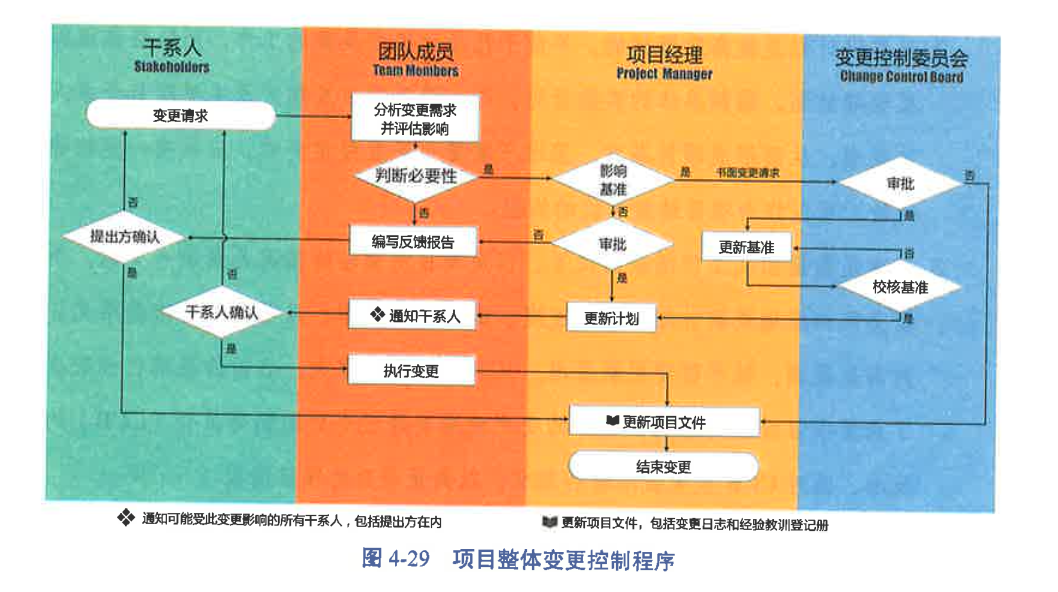 干系人
Stakeholders
团队成员
Team Members
项目经理
Project Manager
变更控制委员会
Change Control Board
变更请求
分析变更需求
并评估影响
判断必要性
是
否
影响
基准
是
书面变更请求
否
审批
否
是
审批
否
是
更新基准
否
校核基准
是
编写反馈报告
否
提出方确认
是
否
干系人确认
是
通知干系人
更新计划
执行变更
更新项目文件
结束变更
通知可能受此变更影响的所有干系人，包括提出方在内
更新项目文件，包括变更日志和经验教训登记册
图 4-29 项目整体变更控制程序